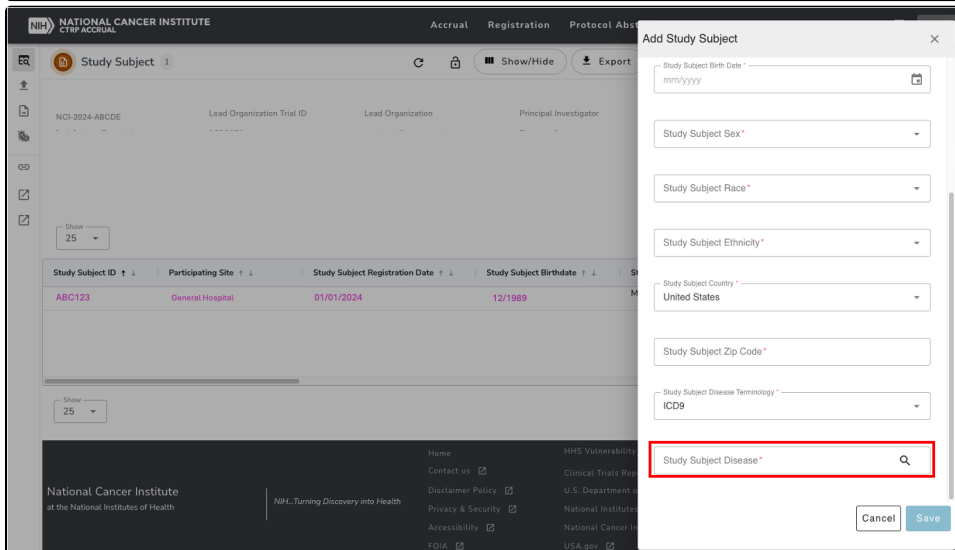 NIH NATIONAL CANCER INSTITUTE
CTRP ACCRUAL
Accrual Registration Protocol Abst
Study Subject 1
Show/Hide
Export
NCI-2024-ABCDE
Lead Organization Trial ID
Lead Organization
Principal Investigator
Show
25
Study Subject ID ↑ ↓ Participating Site ↑ ↓ Study Subject Registration Date ↑ ↓ Study Subject Birthdate ↑ ↓ St
ABC123 General Hospital 01/01/2024 12/1989 M
Show
25
National Cancer Institute
at the National Institutes of Health
NIH...Turning Discovery into Health
Home
Contact us
Disclaimer Policy
Privacy & Security
Accessibility
FOIA
HHS Vulnerability
Clinical Trials Rep
U.S. Department o
National Institutes
National Cancer In
USA.gov
Add Study Subject
Study Subject Birth Date *
mm/yyyy
Study Subject Sex*
Study Subject Race*
Study Subject Ethnicity*
Study Subject Country *
United States
Study Subject Zip Code*
Study Subject Disease Terminology *
ICD9
Study Subject Disease*
Cancel Save